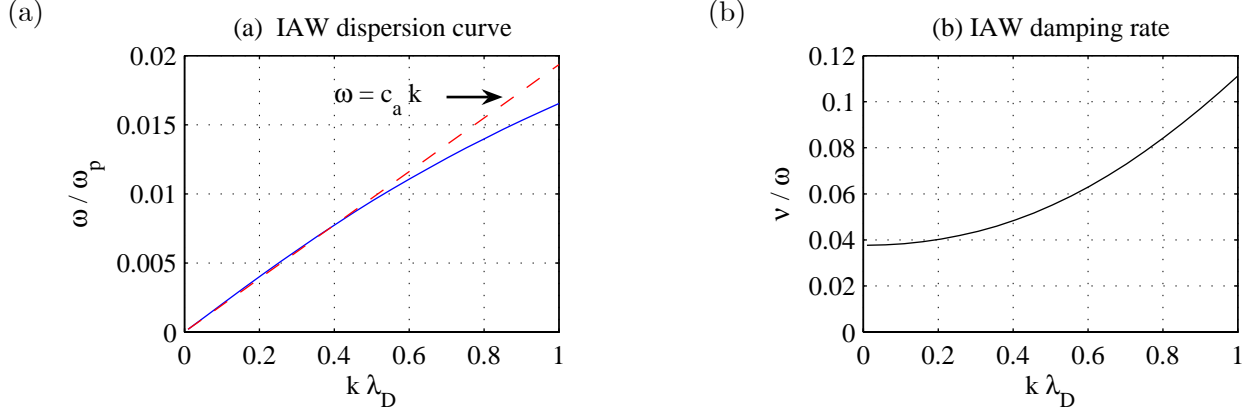 (a)
(a) IAW dispersion curve
0.02
0.015
0.01
0.005
0
ω / ω_p
ω = c_a k
0 0.2 0.4 0.6 0.8 1
k λ_D
(b)
(b) IAW damping rate
0.12
0.1
0.08
0.06
0.04
0.02
0
ν / ω
0 0.2 0.4 0.6 0.8 1
k λ_D